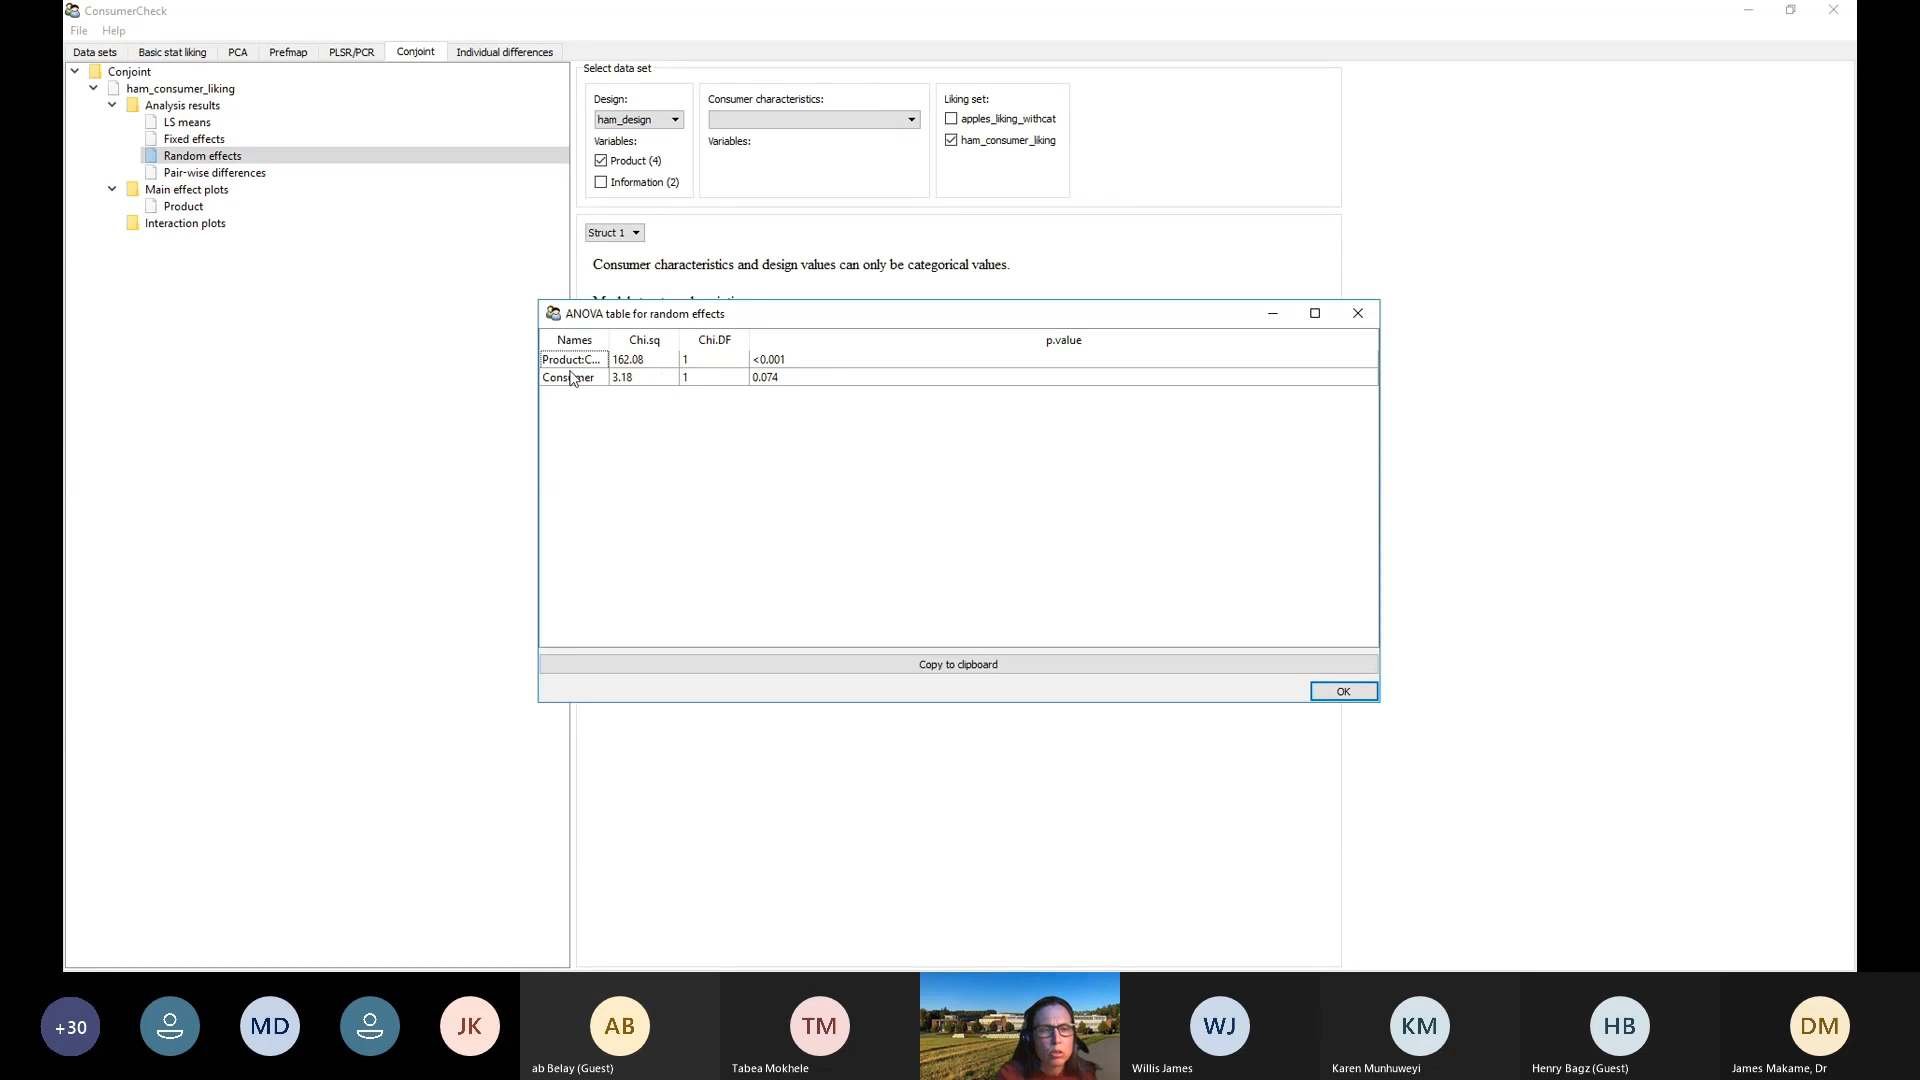 ConsumerCheck
File Help
Data sets Basic stat liking PCA Prefmap PLSR/PCR Conjoint Individual differences
Conjoint
ham_consumer_liking
Analysis results
LS means
Fixed effects
Random effects
Pair-wise differences
Main effect plots
Product
Interaction plots
Select data set
Design:
ham_design
Variables:
Product (4)
Information (2)
Consumer characteristics:
Variables:
Liking set:
apples_liking_withcat
ham_consumer_liking
Struct 1
Consumer characteristics and design values can only be categorical values.
ANOVA table for random effects
Names Chi.sq Chi.DF p.value
Product:C... 162.08 1 <0.001
Consumer 3.18 1 0.074
Copy to clipboard
OK
+30
MD
JK
AB
ab Belay (Guest)
TM
Tabea Mokhele
WJ
Willis James
KM
Karen Munhuweyi
HB
Henry Bagz (Guest)
DM
James Makame, Dr